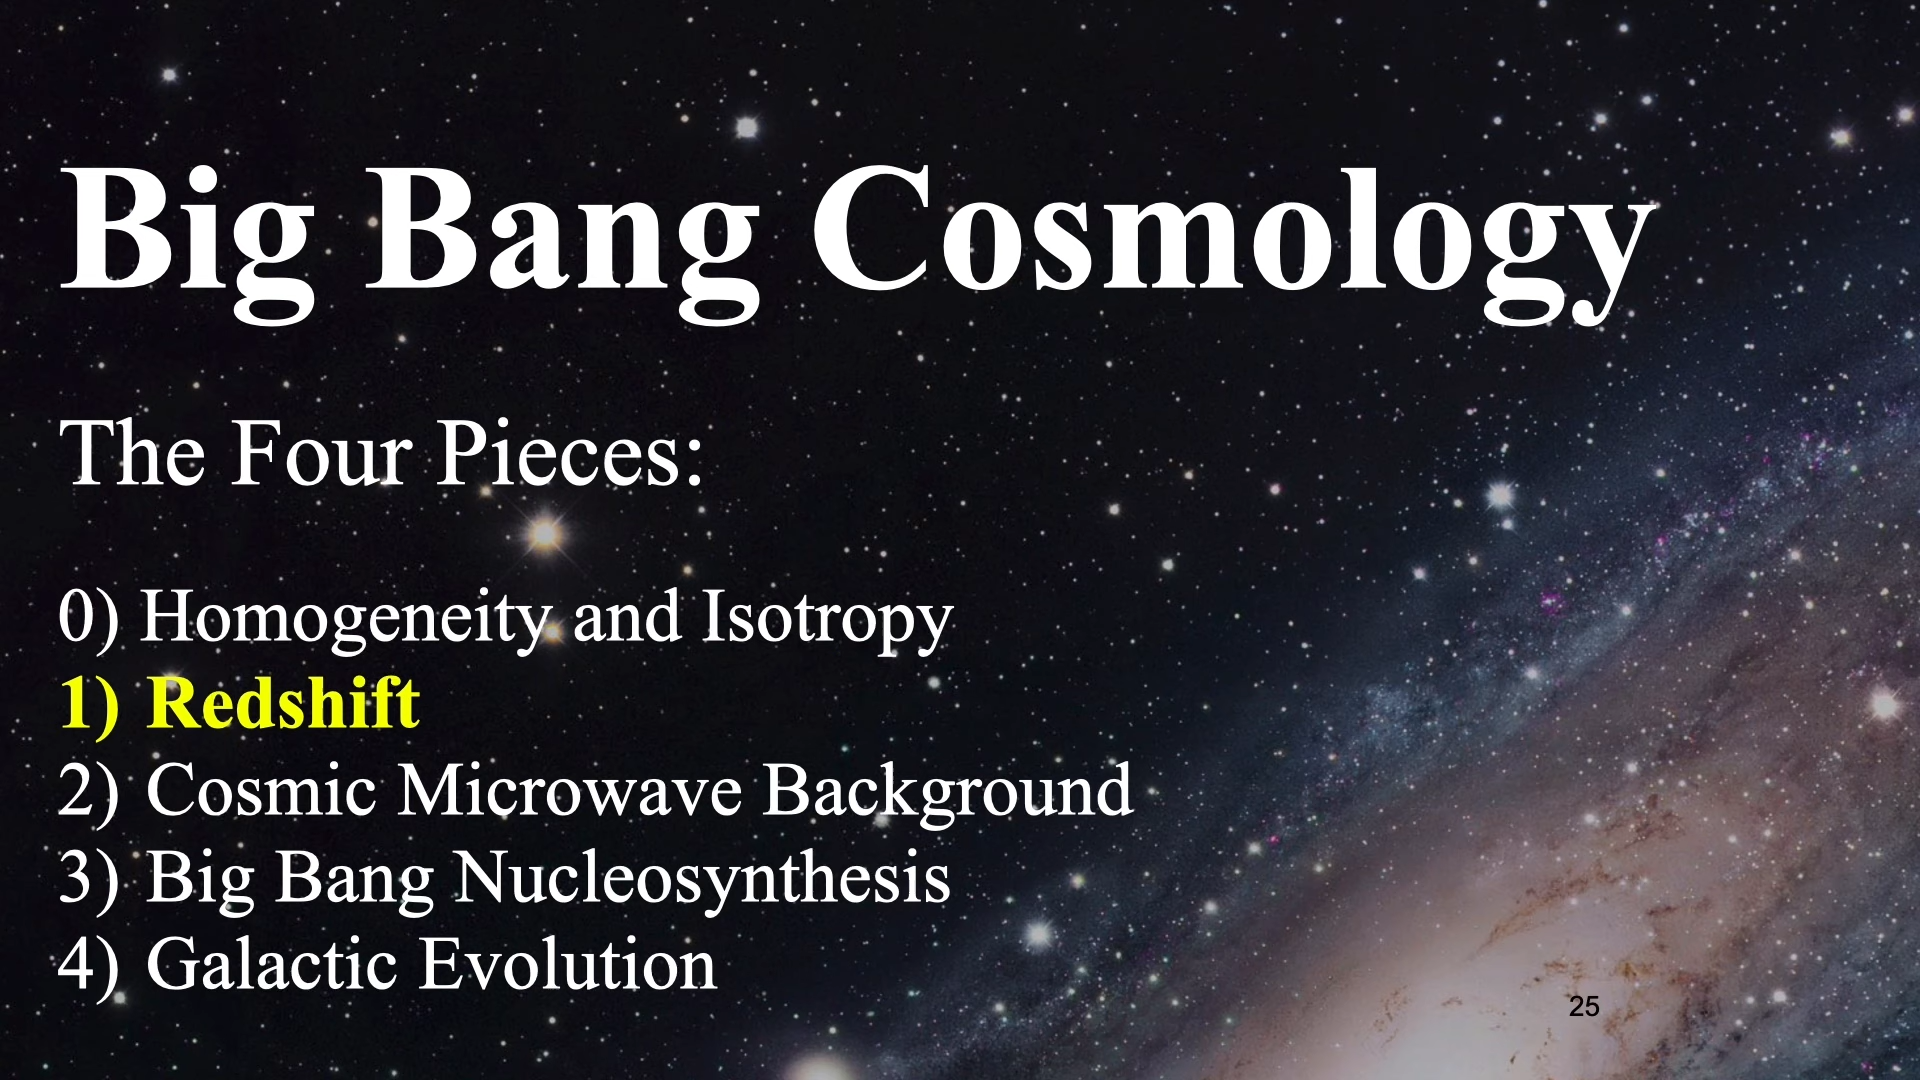 Big Bang Cosmology
The Four Pieces:
0) Homogeneity and Isotropy
1) Redshift
2) Cosmic Microwave Background
3) Big Bang Nucleosynthesis
4) Galactic Evolution
25